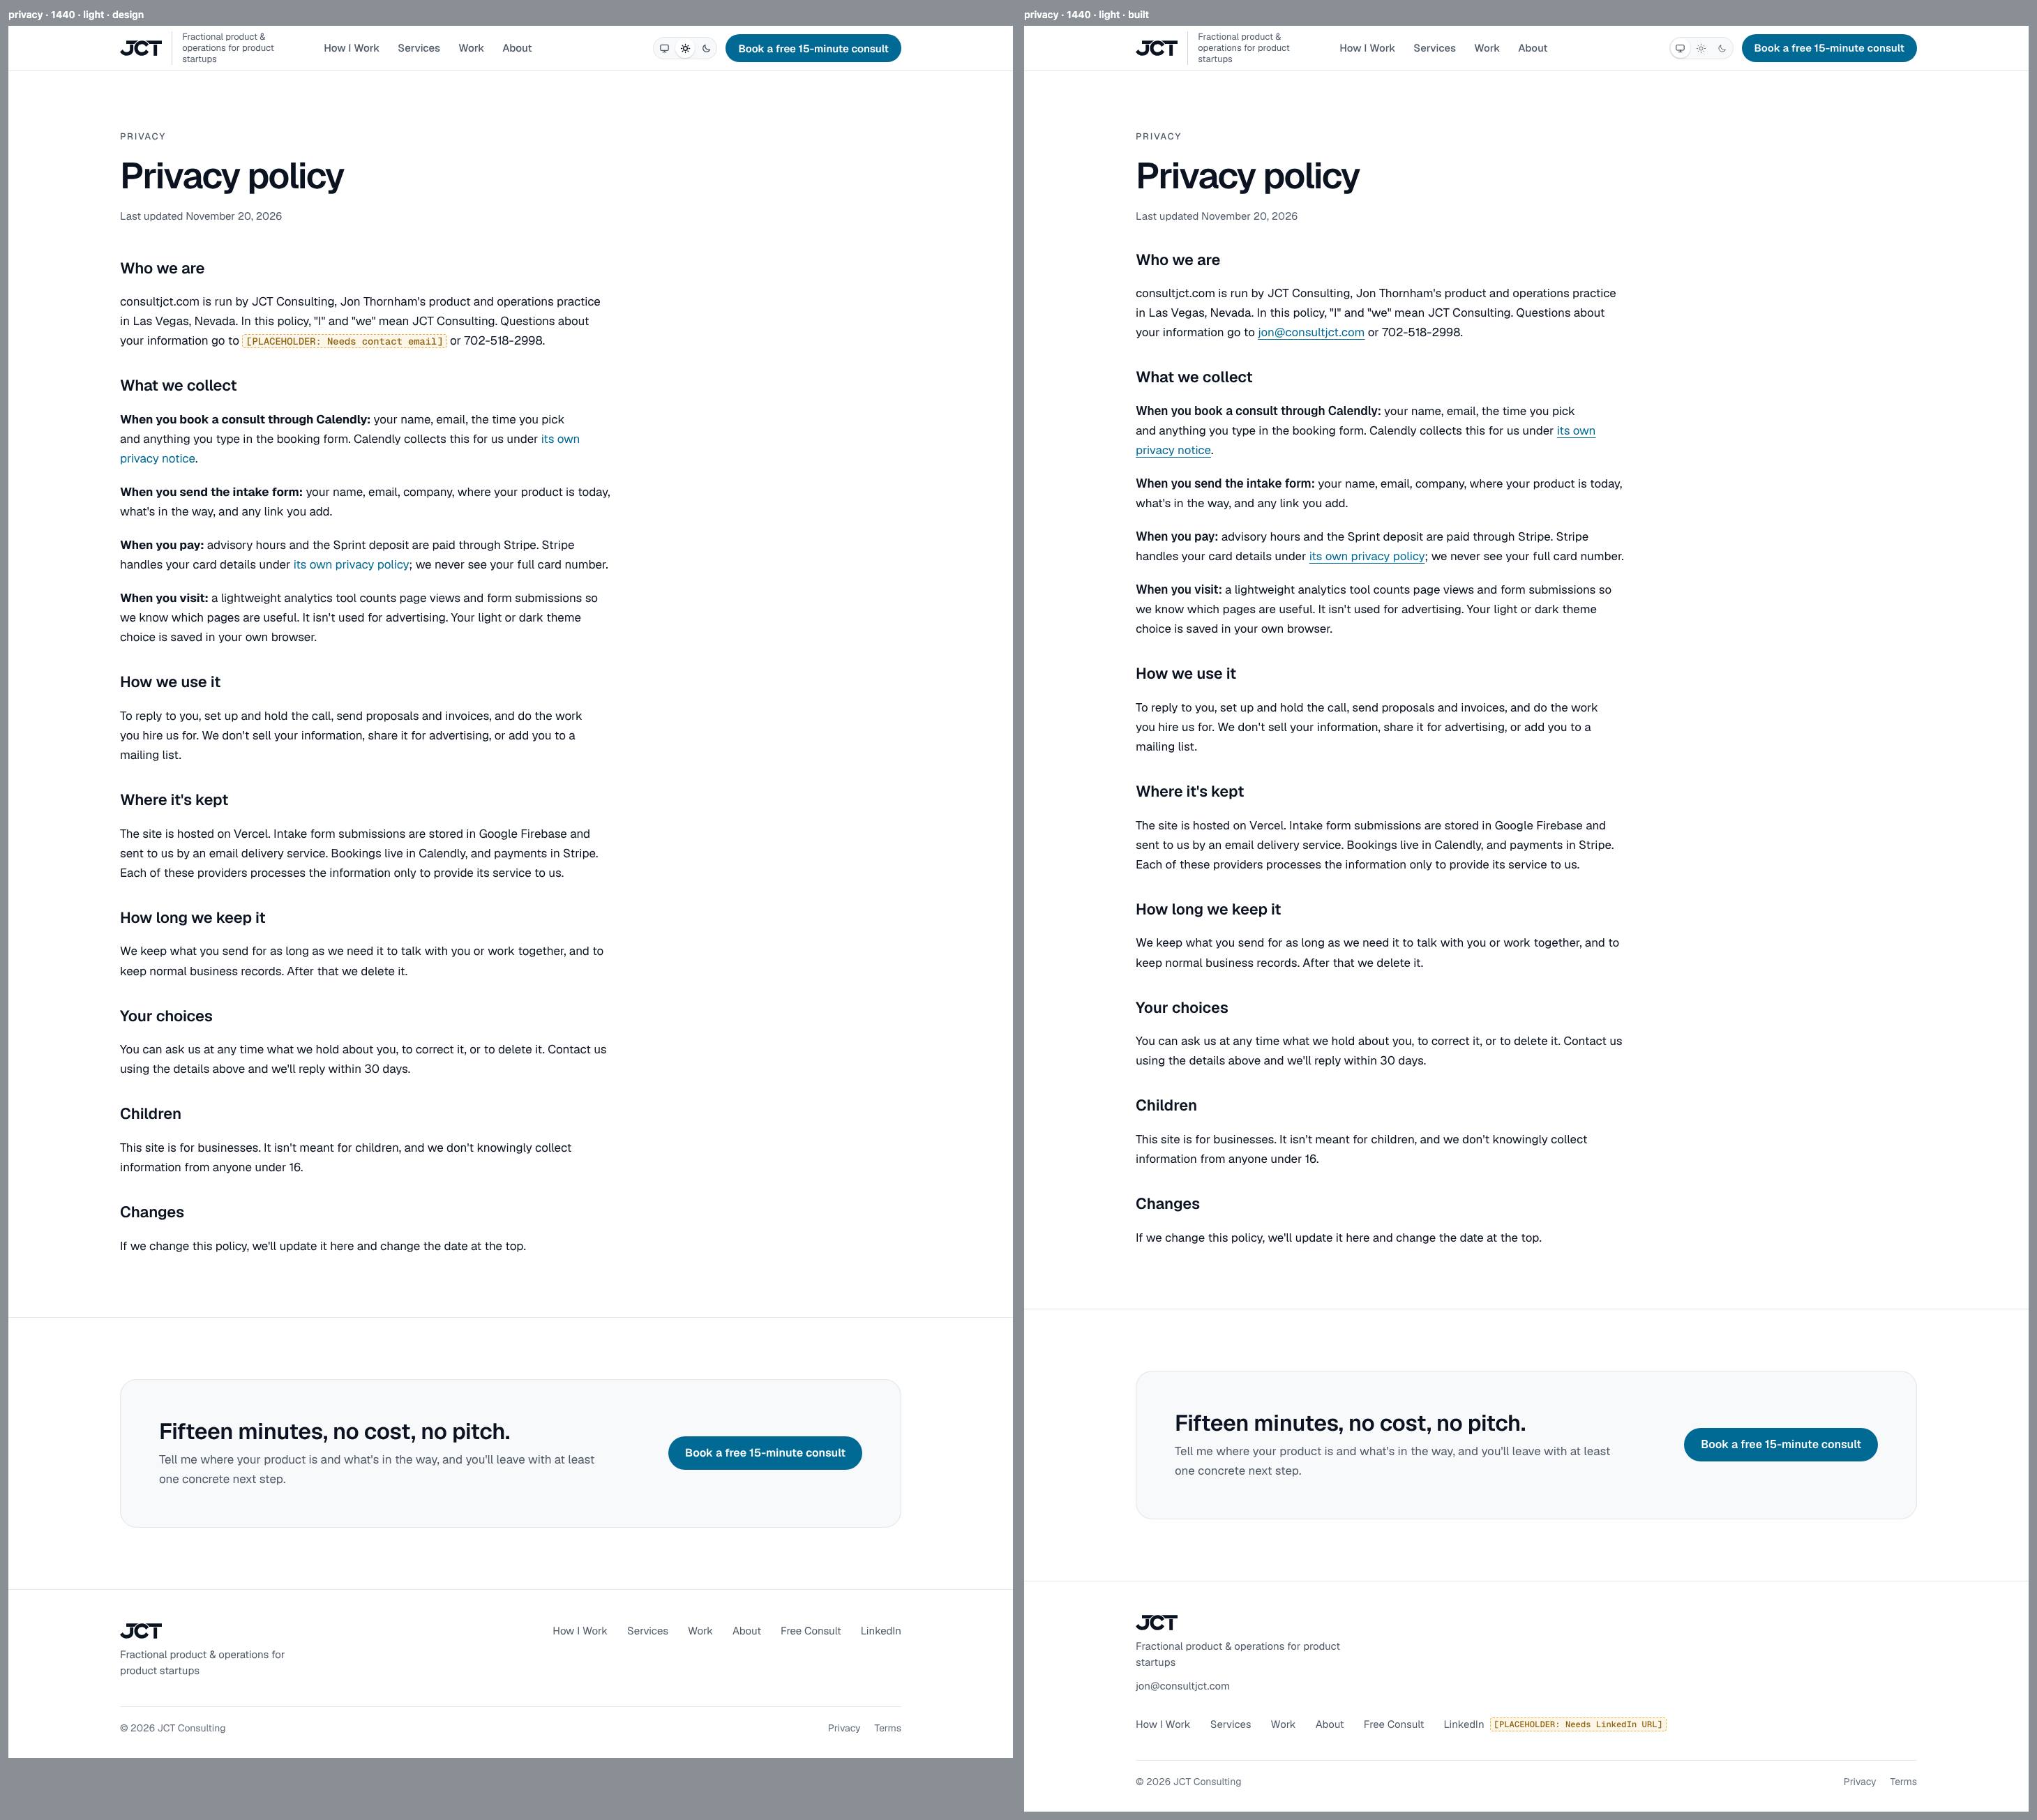 privacy · 1440 · light · design
JCT
Fractional product &
operations for product
startups
How I Work
Services
Work
About
Book a free 15-minute consult
PRIVACY
Privacy policy
Last updated November 20, 2026
Who we are
consultjct.com is run by JCT Consulting, Jon Thornham's product and operations practice
in Las Vegas, Nevada. In this policy, "I" and "we" mean JCT Consulting. Questions about
your information go to [PLACEHOLDER: Needs contact email] or 702-518-2998.
What we collect
When you book a consult through Calendly: your name, email, the time you pick
and anything you type in the booking form. Calendly collects this for us under its own
privacy notice.
When you send the intake form: your name, email, company, where your product is today,
what's in the way, and any link you add.
When you pay: advisory hours and the Sprint deposit are paid through Stripe. Stripe
handles your card details under its own privacy policy; we never see your full card number.
When you visit: a lightweight analytics tool counts page views and form submissions so
we know which pages are useful. It isn't used for advertising. Your light or dark theme
choice is saved in your own browser.
How we use it
To reply to you, set up and hold the call, send proposals and invoices, and do the work
you hire us for. We don't sell your information, share it for advertising, or add you to a
mailing list.
Where it's kept
The site is hosted on Vercel. Intake form submissions are stored in Google Firebase and
sent to us by an email delivery service. Bookings live in Calendly, and payments in Stripe.
Each of these providers processes the information only to provide its service to us.
How long we keep it
We keep what you send for as long as we need it to talk with you or work together, and to
keep normal business records. After that we delete it.
Your choices
You can ask us at any time what we hold about you, to correct it, or to delete it. Contact us
using the details above and we'll reply within 30 days.
Children
This site is for businesses. It isn't meant for children, and we don't knowingly collect
information from anyone under 16.
Changes
If we change this policy, we'll update it here and change the date at the top.
Fifteen minutes, no cost, no pitch.
Tell me where your product is and what's in the way, and you'll leave with at least
one concrete next step.
Book a free 15-minute consult
JCT
Fractional product & operations for
product startups
How I Work
Services
Work
About
Free Consult
LinkedIn
© 2026 JCT Consulting
Privacy
Terms
privacy · 1440 · light · built
JCT
Fractional product &
operations for product
startups
How I Work
Services
Work
About
Book a free 15-minute consult
PRIVACY
Privacy policy
Last updated November 20, 2026
Who we are
consultjct.com is run by JCT Consulting, Jon Thornham's product and operations practice
in Las Vegas, Nevada. In this policy, "I" and "we" mean JCT Consulting. Questions about
your information go to jon@consultjct.com or 702-518-2998.
What we collect
When you book a consult through Calendly: your name, email, the time you pick
and anything you type in the booking form. Calendly collects this for us under its own
privacy notice.
When you send the intake form: your name, email, company, where your product is today,
what's in the way, and any link you add.
When you pay: advisory hours and the Sprint deposit are paid through Stripe. Stripe
handles your card details under its own privacy policy; we never see your full card number.
When you visit: a lightweight analytics tool counts page views and form submissions so
we know which pages are useful. It isn't used for advertising. Your light or dark theme
choice is saved in your own browser.
How we use it
To reply to you, set up and hold the call, send proposals and invoices, and do the work
you hire us for. We don't sell your information, share it for advertising, or add you to a
mailing list.
Where it's kept
The site is hosted on Vercel. Intake form submissions are stored in Google Firebase and
sent to us by an email delivery service. Bookings live in Calendly, and payments in Stripe.
Each of these providers processes the information only to provide its service to us.
How long we keep it
We keep what you send for as long as we need it to talk with you or work together, and to
keep normal business records. After that we delete it.
Your choices
You can ask us at any time what we hold about you, to correct it, or to delete it. Contact us
using the details above and we'll reply within 30 days.
Children
This site is for businesses. It isn't meant for children, and we don't knowingly collect
information from anyone under 16.
Changes
If we change this policy, we'll update it here and change the date at the top.
Fifteen minutes, no cost, no pitch.
Tell me where your product is and what's in the way, and you'll leave with at least
one concrete next step.
Book a free 15-minute consult
JCT
Fractional product & operations for product
startups
jon@consultjct.com
How I Work
Services
Work
About
Free Consult
LinkedIn [PLACEHOLDER: Needs LinkedIn URL]
© 2026 JCT Consulting
Privacy
Terms